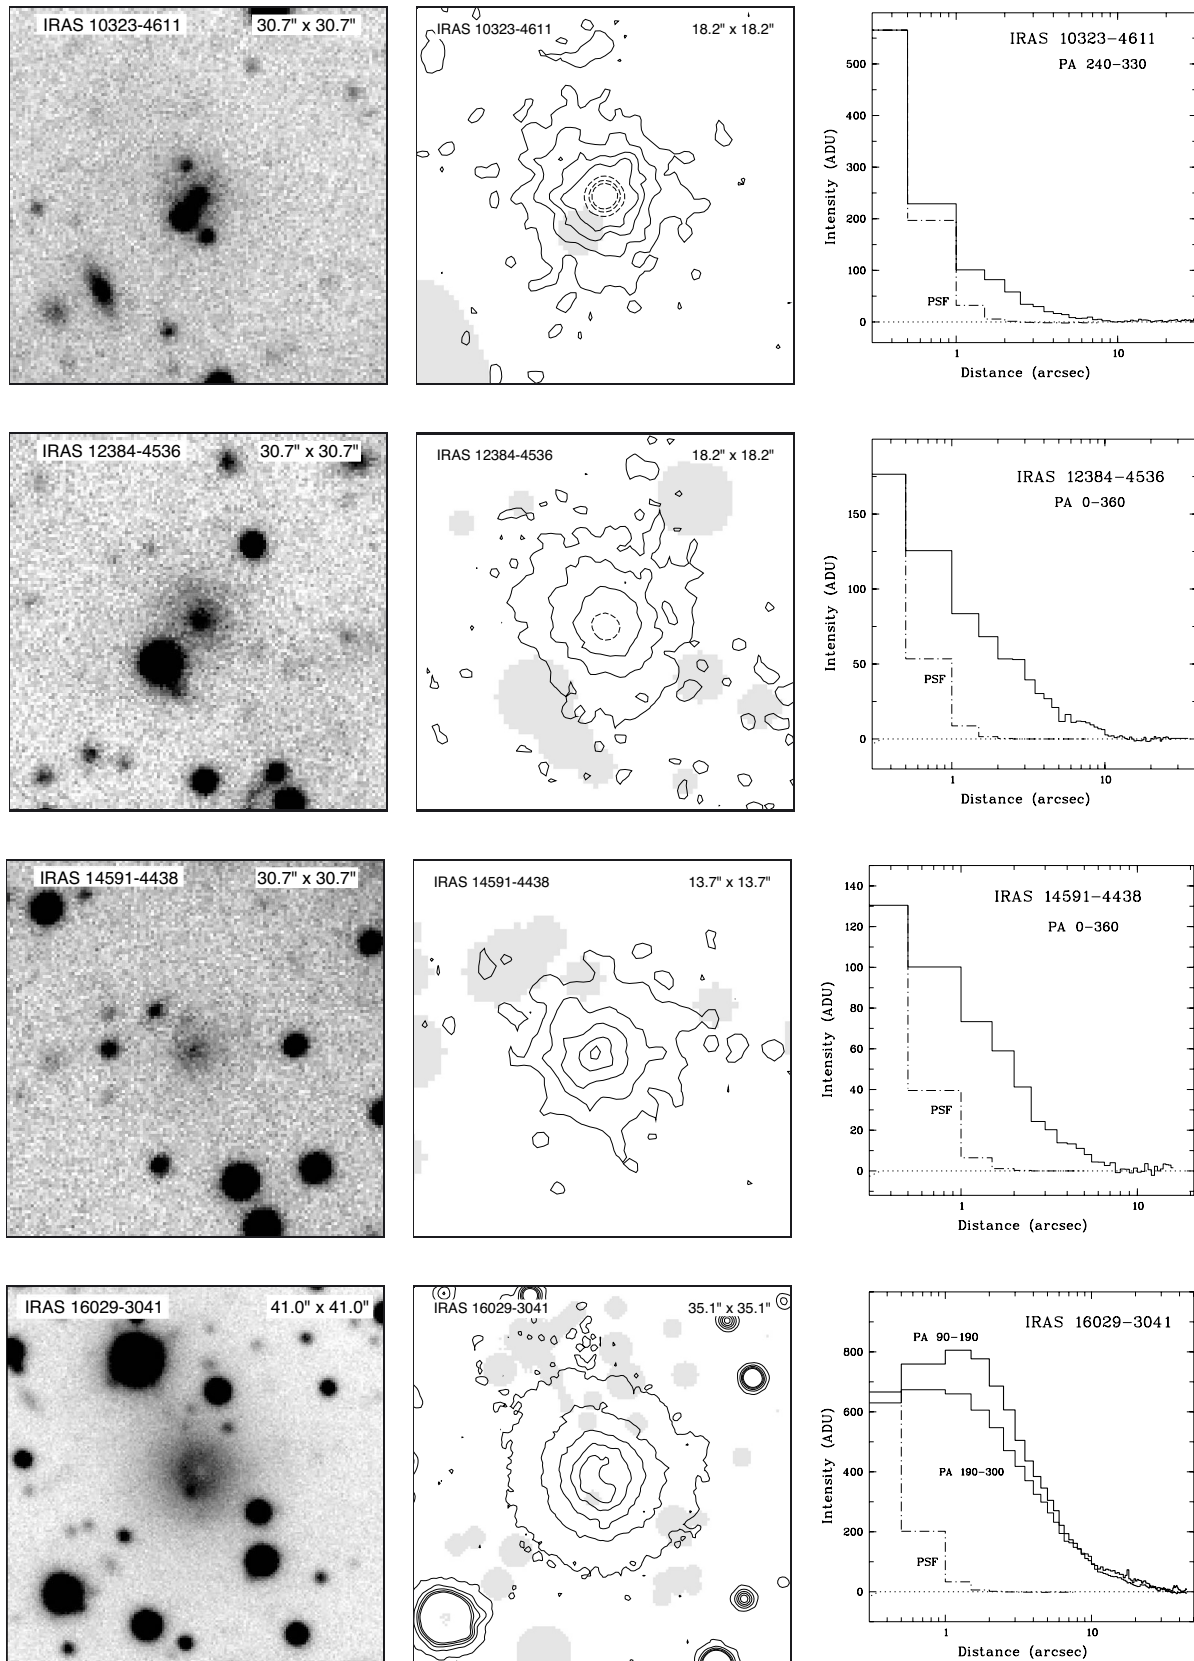 IRAS 10323-4611 30.7" x 30.7"
IRAS 10323-4611 18.2" x 18.2"
IRAS 10323−4611
PA 240−330
500
400
300
200
100
0
PSF
1 10
Intensity (ADU)
Distance (arcsec)
IRAS 12384-4536 30.7" x 30.7"
IRAS 12384-4536 18.2" x 18.2"
IRAS 12384−4536
PA 0−360
150
100
50
0
PSF
1 10
Intensity (ADU)
Distance (arcsec)
IRAS 14591-4438 30.7" x 30.7"
IRAS 14591-4438 13.7" x 13.7"
IRAS 14591−4438
PA 0−360
140
120
100
80
60
40
20
0
PSF
1 10
Intensity (ADU)
Distance (arcsec)
IRAS 16029-3041 41.0" x 41.0"
IRAS 16029-3041 35.1" x 35.1"
IRAS 16029−3041
PA 90−190
PA 190−300
800
600
400
200
0
PSF
1 10
Intensity (ADU)
Distance (arcsec)